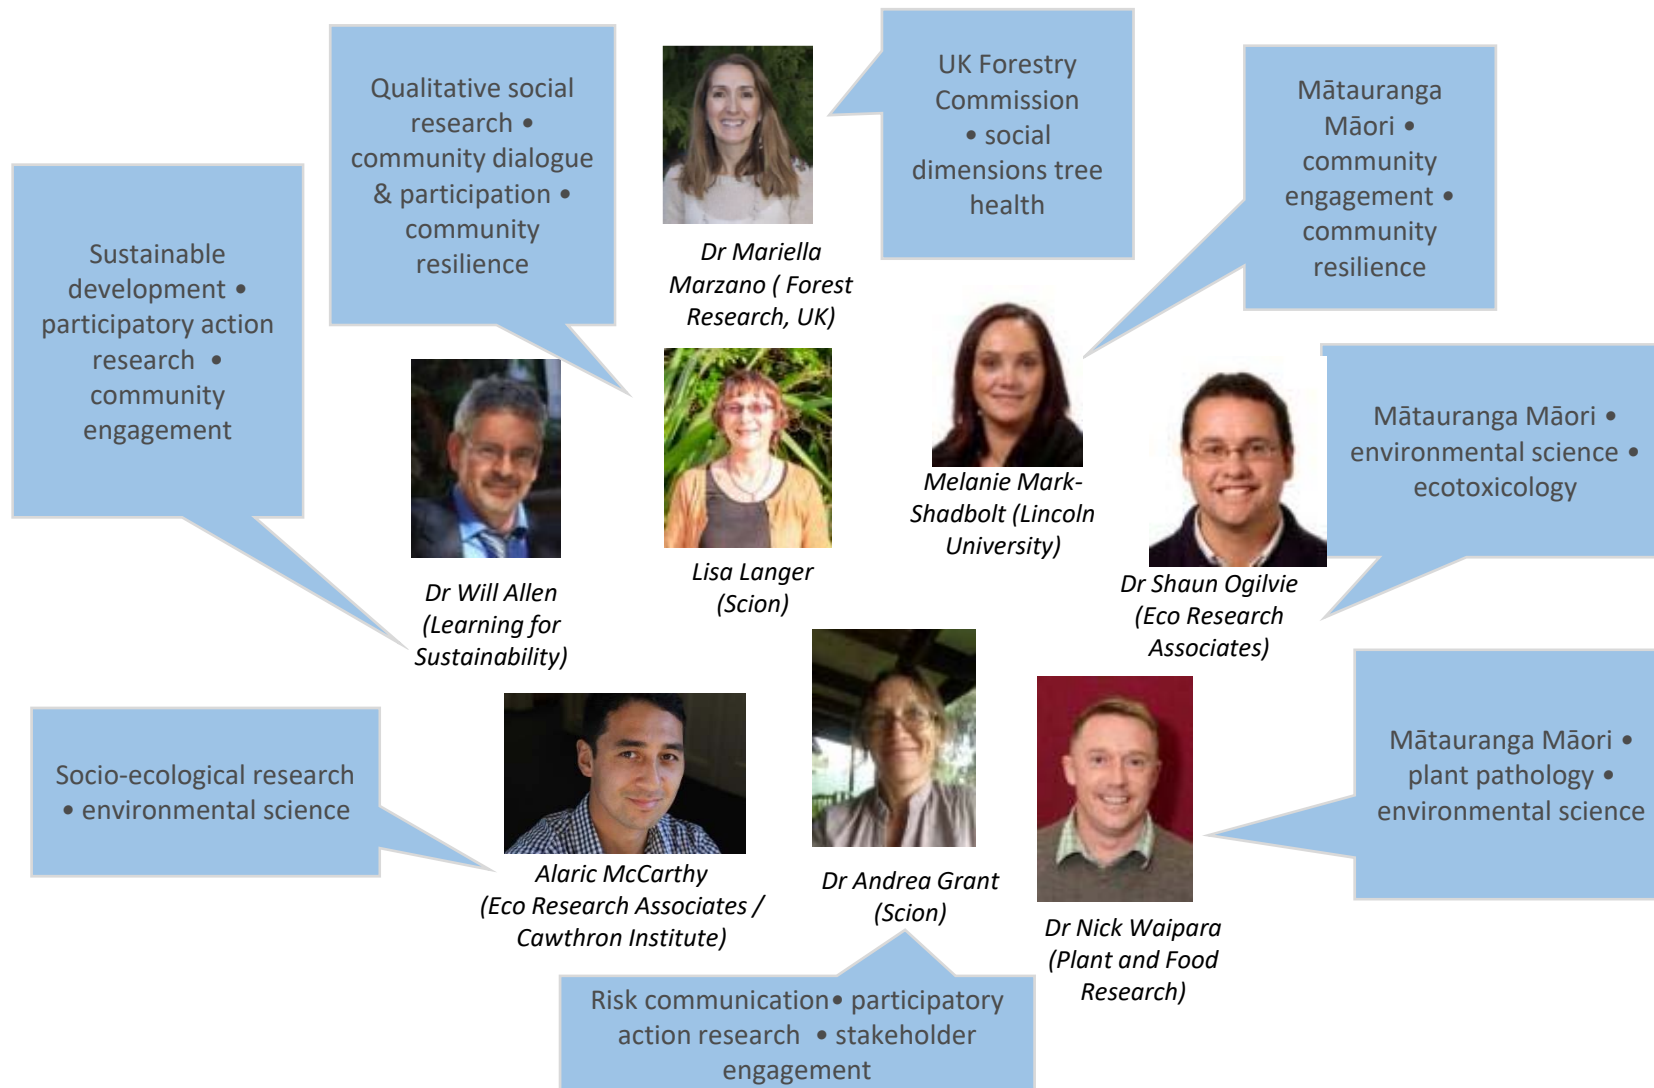 Qualitative social
research •
community dialogue
& participation •
community
resilience
UK Forestry
Commission
• social
dimensions tree
health
Mātauranga
Māori •
community
engagement •
community
resilience
Sustainable
development •
participatory action
research •
community
engagement
Dr Mariella
Marzano ( Forest
Research, UK)
Mātauranga Māori •
environmental science •
ecotoxicology
Melanie Mark-
Shadbolt (Lincoln
University)
Lisa Langer
(Scion)
Dr Will Allen
(Learning for
Sustainability)
Dr Shaun Ogilvie
(Eco Research
Associates)
Socio-ecological research
• environmental science
Mātauranga Māori •
plant pathology •
environmental science
Alaric McCarthy
(Eco Research Associates /
Cawthron Institute)
Dr Andrea Grant
(Scion)
Dr Nick Waipara
(Plant and Food
Research)
Risk communication• participatory
action research • stakeholder
engagement